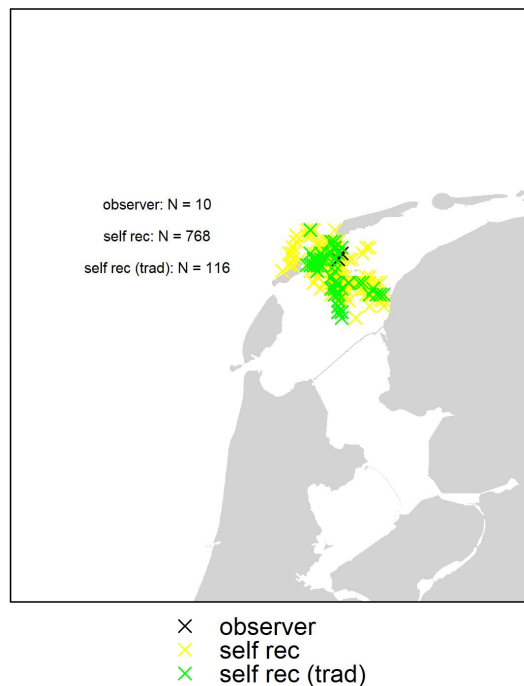 observer: N = 10
self rec: N = 768
self rec (trad): N = 116
observer
self rec
self rec (trad)